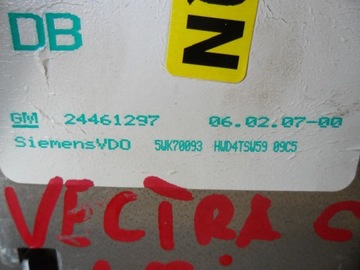 DB
GM 24461297 06.02.07-00
SiemensVDO 5WK70093 HWD4TSW59 09C5
VECTRA C